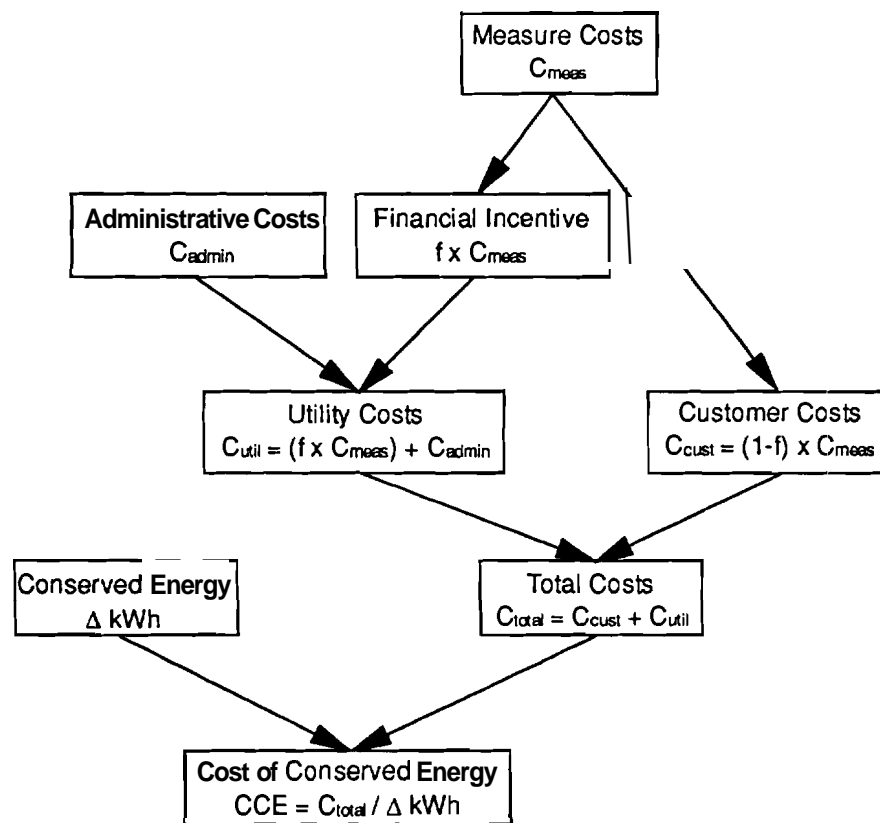 Measure Costs
Cmeas
Administrative Costs
Cadmin
Financial Incentive
f x Cmeas
Utility Costs
Cutil = (f x Cmeas) + Cadmin
Customer Costs
Ccust = (1-f) x Cmeas
Conserved Energy
Δ kWh
Total Costs
Ctotal = Ccust + Cutil
Cost of Conserved Energy
CCE = Ctotal / Δ kWh